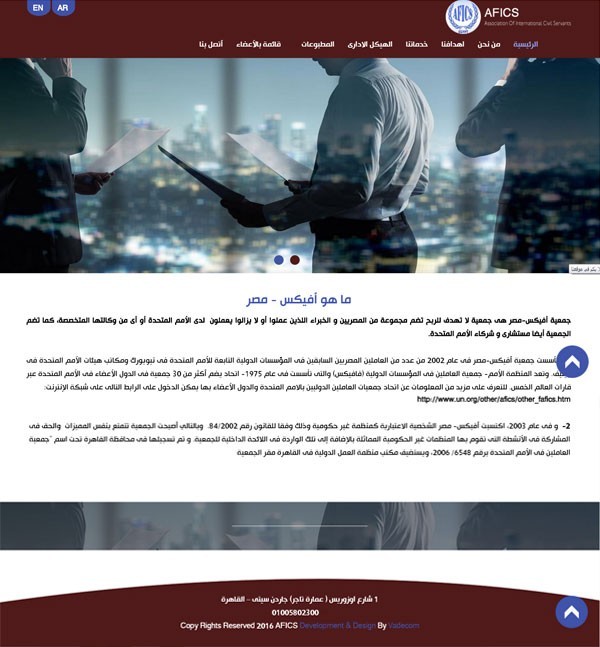 EN AR
AFICS
Association Of International Civil Servants
الرئيسية من نحن اهدافنا خدماتنا الهيكل الادارى المطبوعات قائمة بالأعضاء أتصل بنا
ما هو أفيكس - مصر
جمعية أفيكس-مصر هى جمعية لا تهدف للربح تضم مجموعة من المصريين و الخبراء اللذين عملوا أو لا يزالوا يعملون لدى الأمم المتحدة أو أى من وكالتها المتخصصة، كما تضم
الجمعية أيضا مستشارى و شركاء الأمم المتحدة.
تأسست جمعية أفيكس-مصر فى عام 2002 من عدد من العاملين المصريين السابقين فى المؤسسات الدولية التابعة للأمم المتحدة فى نيويورك ومكاتب هيئات الأمم المتحدة فى
وتعد المنظمة الأم- جمعية العاملين فى المؤسسات الدولية (فافيكس) والتى تأسست فى عام 1975- اتحاد يضم أكثر من 30 جمعية فى الدول الأعضاء فى الأمم المتحدة عبر
قارات العالم الخمس. للتعرف على مزيد من المعلومات عن اتحاد جمعيات العاملين الدوليين بالامم المتحدة والدول الأعضاء بها يمكن الدخول على الرابط التالى على شبكة الإنترنت:
http://www.un.org/other/afics/other_fafics.htm
2- و فى عام 2003، اكتسبت أفيكس- مصر الشخصية الاعتبارية كمنظمة غير حكومية وذلك وفقا للقانون رقم 84/2002. وبالتالي أصبحت الجمعية تتمتع بنفس المميزات والحق فى
المشاركة فى الأنشطة التى تقوم بها المنظمات غير الحكومية المماثلة بالإضافة إلى تلك الواردة فى اللائحة الداخلية للجمعية. و تم تسجيلها فى محافظة القاهرة تحت اسم "جمعية
العاملين فى الأمم المتحدة برقم 6548/ 2006، ويستضيف مكتب منظمة العمل الدولية فى القاهرة مقر الجمعية
1 شارع اوزوريس ( عمارة تاجر) جاردن سيتى – القاهرة
01005802300
Copy Rights Reserved 2016 AFICS Development & Design By Vadecom